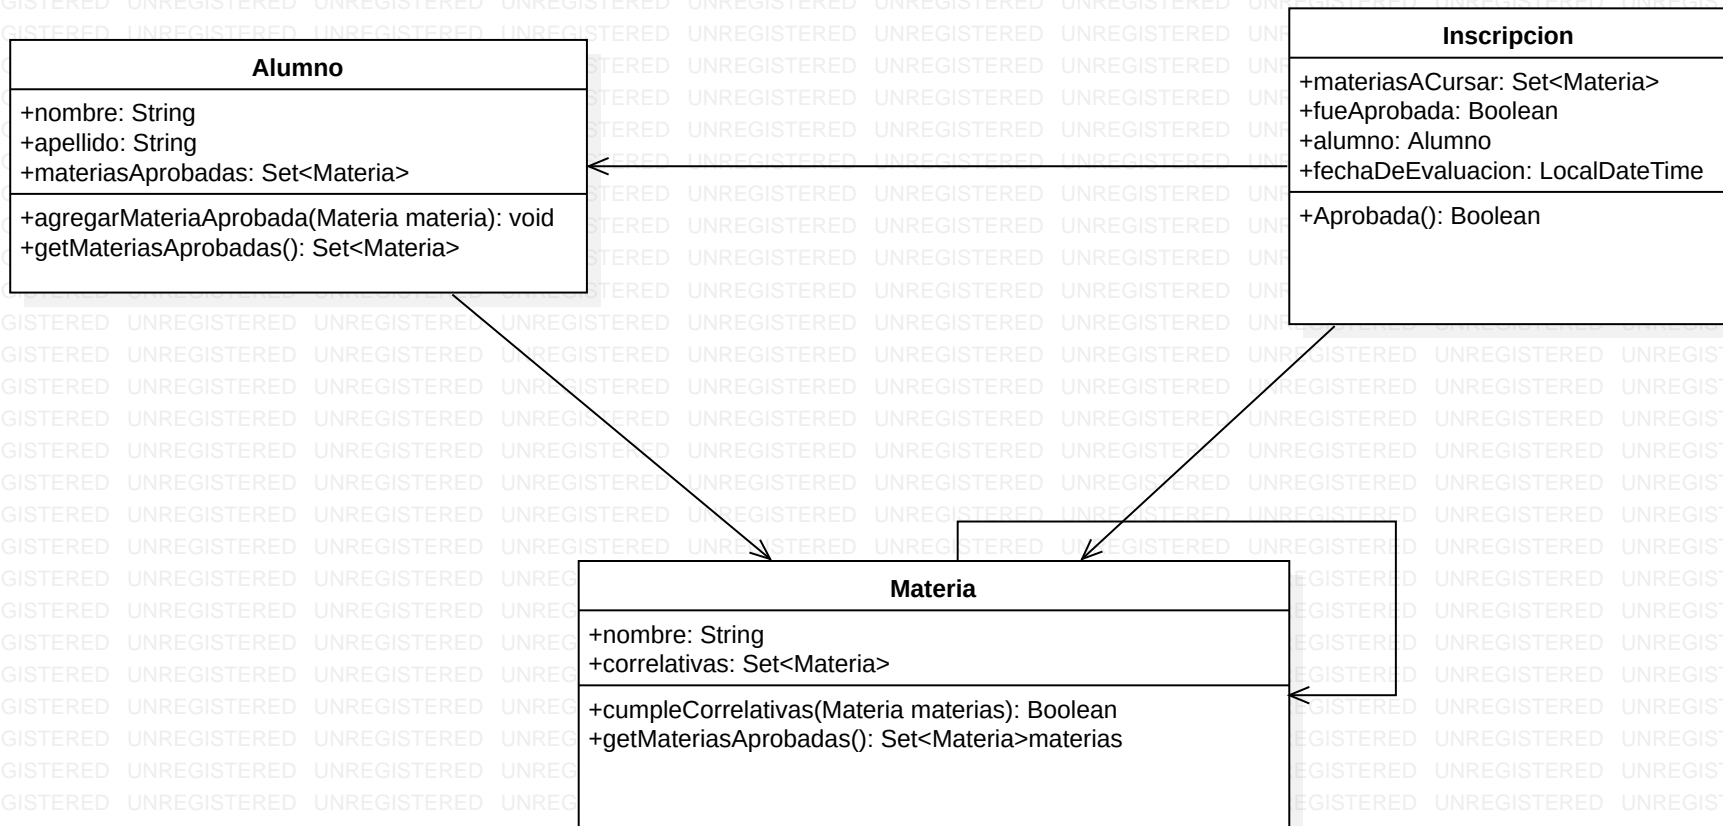 Alumno
+nombre: String
+apellido: String
+materiasAprobadas: Set<Materia>
+agregarMateriaAprobada(Materia materia): void
+getMateriasAprobadas(): Set<Materia>
Inscripcion
+materiasACursar: Set<Materia>
+fueAprobada: Boolean
+alumno: Alumno
+fechaDeEvaluacion: LocalDateTime
+Aprobada(): Boolean
Materia
+nombre: String
+correlativas: Set<Materia>
+cumpleCorrelativas(Materia materias): Boolean
+getMateriasAprobadas(): Set<Materia>materias